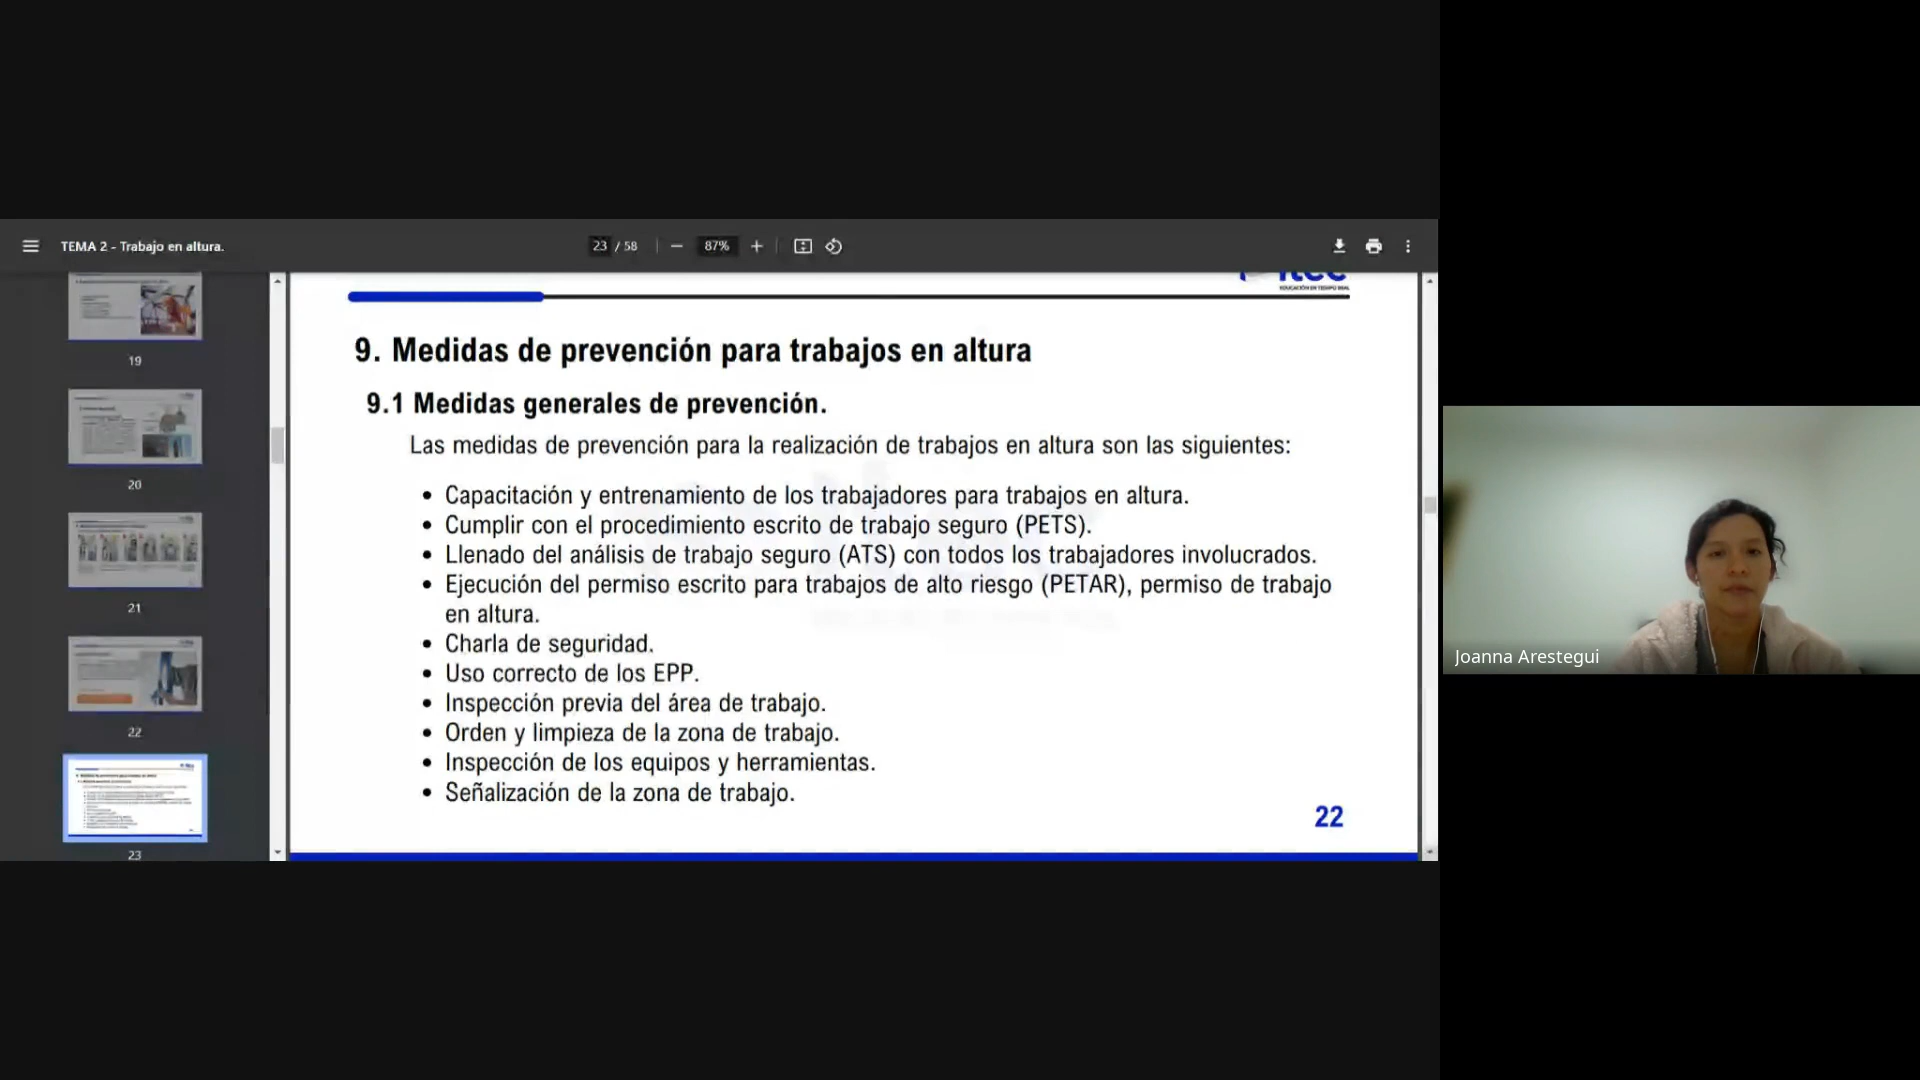 TEMA 2 - Trabajo en altura.
23 / 58
87%
EDUCACIÓN EN TIEMPO REAL
9. Medidas de prevención para trabajos en altura
9.1 Medidas generales de prevención.
Las medidas de prevención para la realización de trabajos en altura son las siguientes:
• Capacitación y entrenamiento de los trabajadores para trabajos en altura.
• Cumplir con el procedimiento escrito de trabajo seguro (PETS).
• Llenado del análisis de trabajo seguro (ATS) con todos los trabajadores involucrados.
• Ejecución del permiso escrito para trabajos de alto riesgo (PETAR), permiso de trabajo
en altura.
• Charla de seguridad.
• Uso correcto de los EPP.
• Inspección previa del área de trabajo.
• Orden y limpieza de la zona de trabajo.
• Inspección de los equipos y herramientas.
• Señalización de la zona de trabajo.
22
19
20
21
22
23
Joanna Arestegui